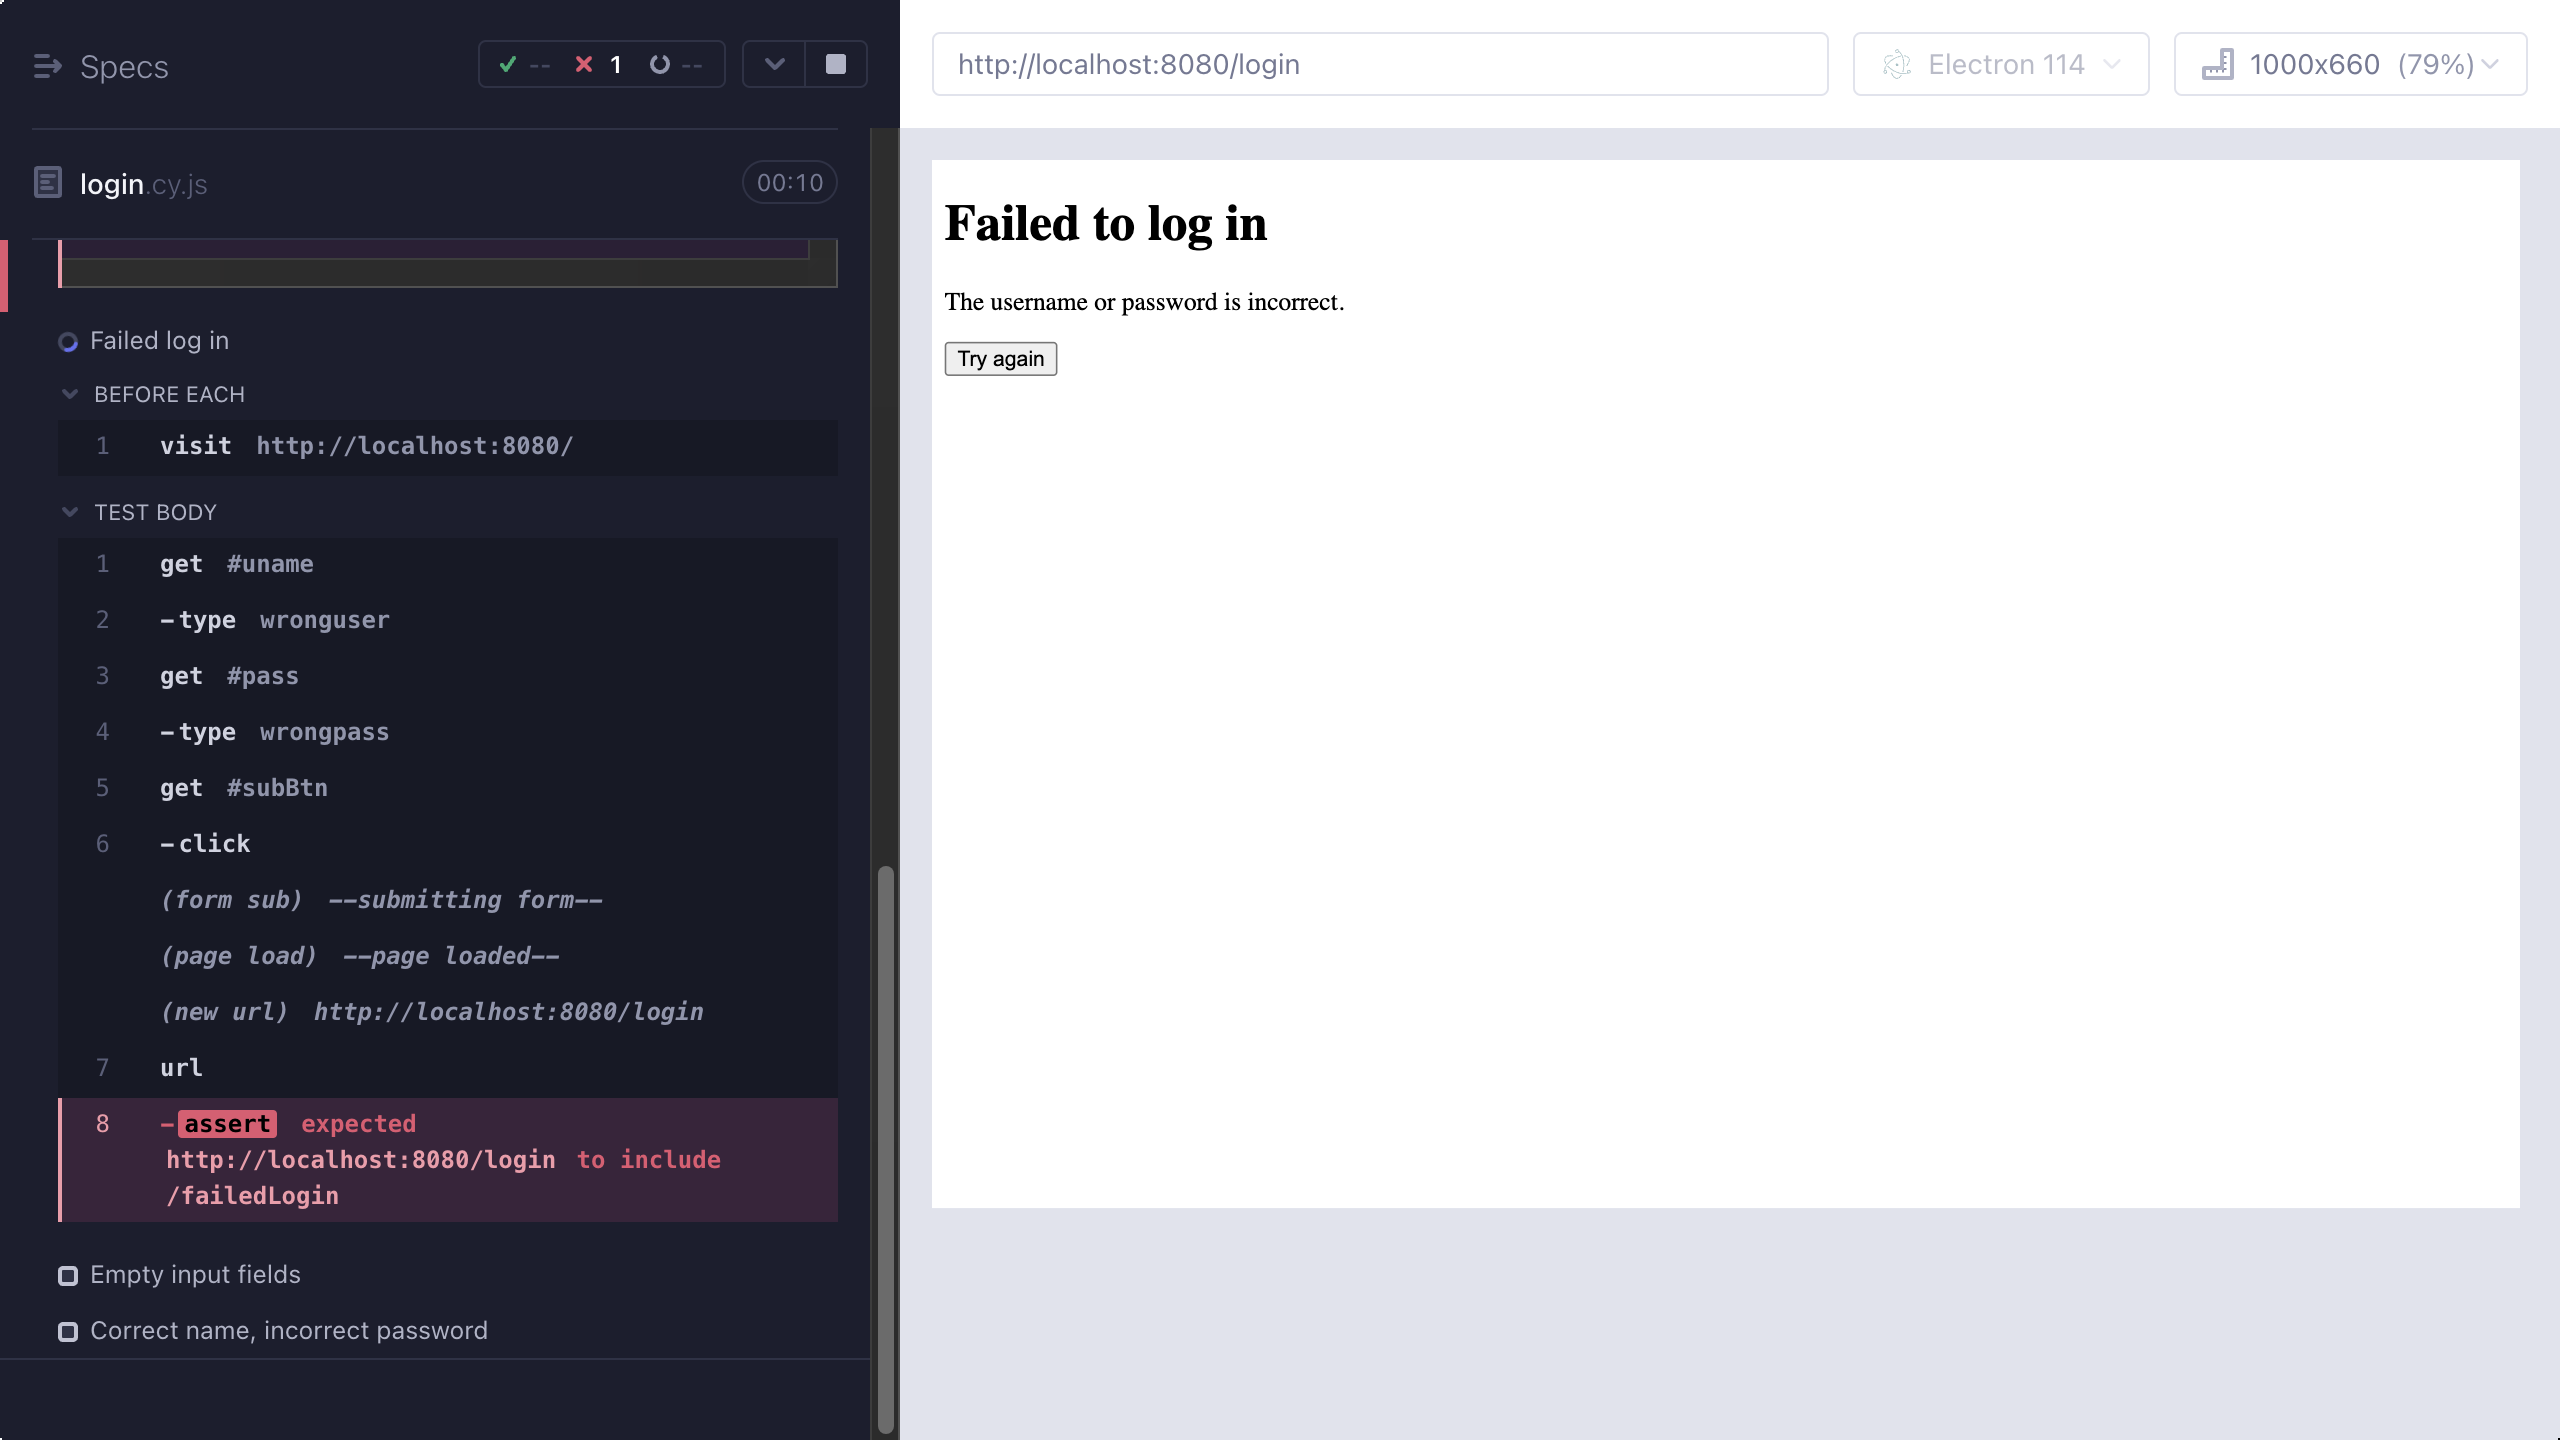 Specs
-- 1 --
login.cy.js 00:10
Failed log in
BEFORE EACH
1 visit http://localhost:8080/
TEST BODY
1 get #uname
2 -type wronguser
3 get #pass
4 -type wrongpass
5 get #subBtn
6 -click
(form sub) --submitting form--
(page load) --page loaded--
(new url) http://localhost:8080/login
7 url
8 -assert expected
http://localhost:8080/login to include
/failedLogin
Empty input fields
Correct name, incorrect password
http://localhost:8080/login Electron 114 1000x660 (79%)
Failed to log in
The username or password is incorrect.
Try again